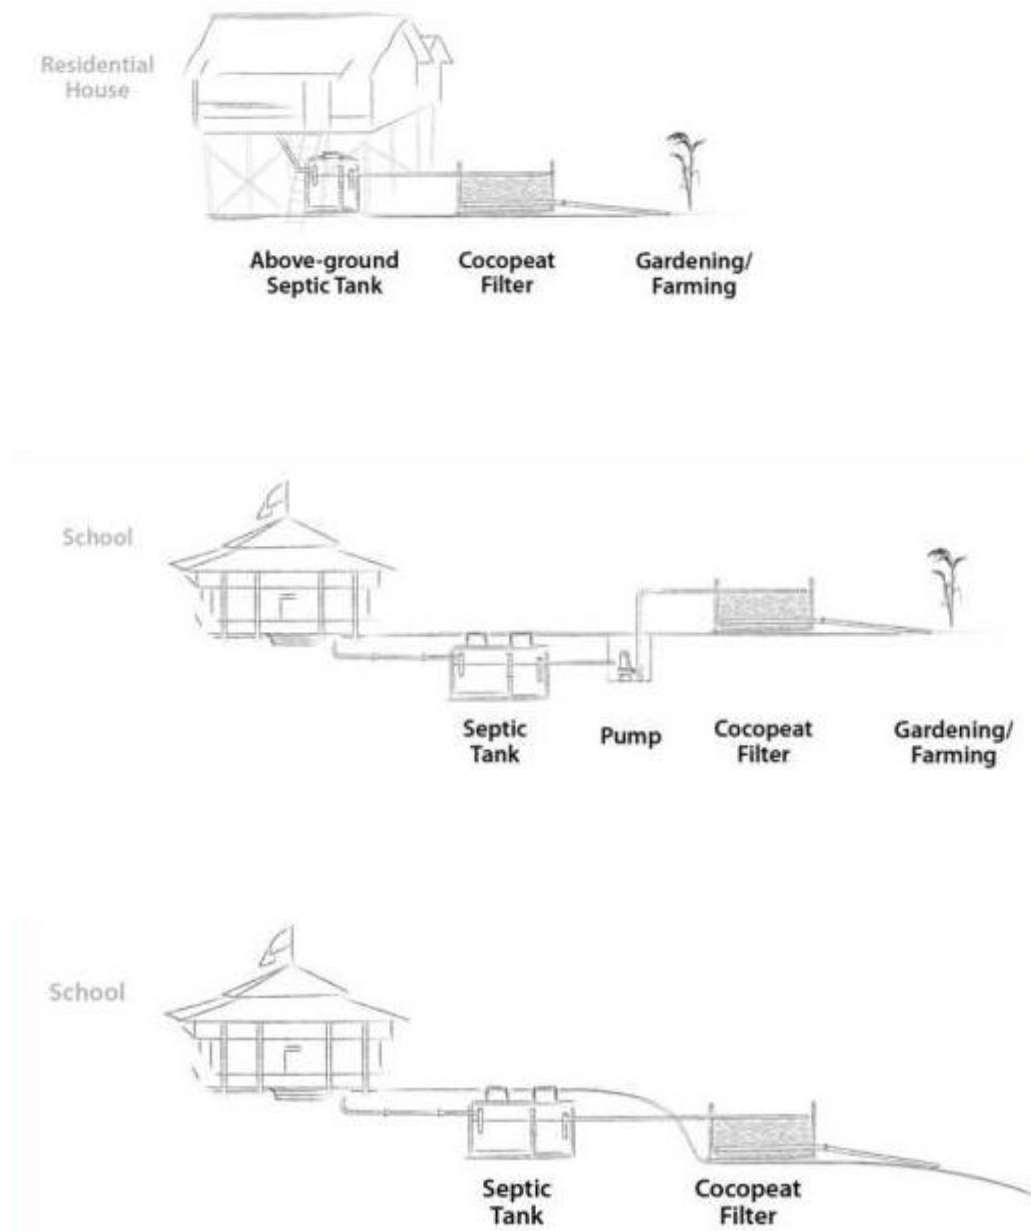 Residential
House
Above-ground
Septic Tank
Cocopeat
Filter
Gardening/
Farming
School
Septic
Tank
Pump
Cocopeat
Filter
Gardening/
Farming
School
Septic
Tank
Cocopeat
Filter